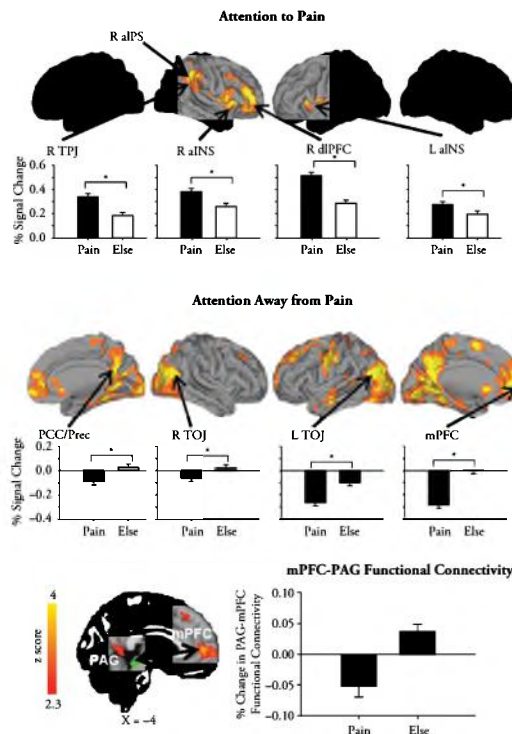 Attention to Pain
R aIPS
R TPJ
R aINS
R dlPFC
L aINS
% Signal Change
0.6
0.4
0.2
0.0
*
*
*
*
Pain Else
Pain Else
Pain Else
Pain Else
Attention Away from Pain
PCC/Prec
R TOJ
L TOJ
mPFC
% Signal Change
0.2
0.0
−0.2
−0.4
*
*
*
*
Pain Else
Pain Else
Pain Else
Pain Else
mPFC-PAG Functional Connectivity
4
z score
2.3
mPFC
PAG
X = −4
% Change in PAG-mPFC
Functional Connectivity
0.10
0.05
0.00
−0.05
−0.10
Pain Else